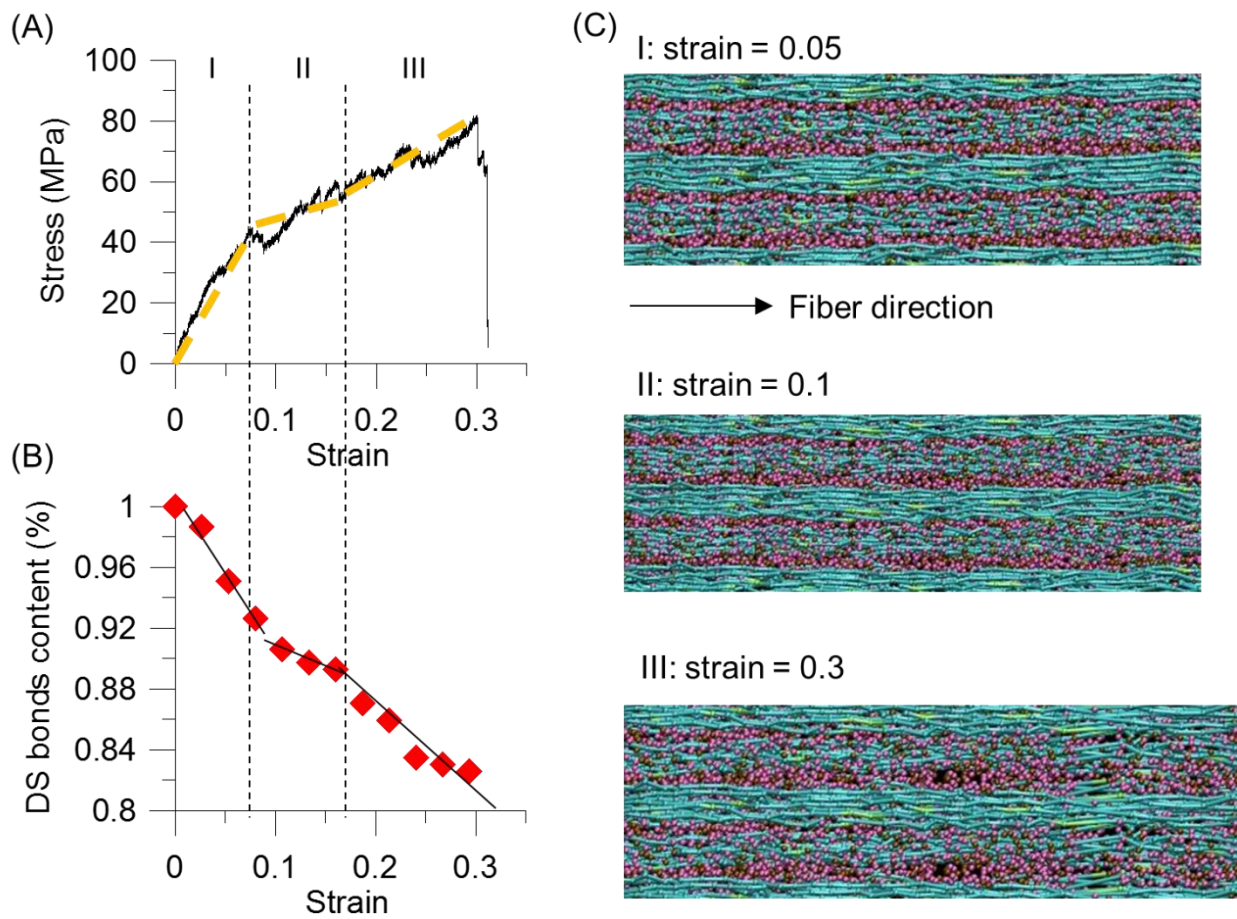 (A)
100
80
60
40
20
0
Stress (MPa)
I II III
0 0.1 0.2 0.3
Strain
(B)
1
0.96
0.92
0.88
0.84
0.8
DS bonds content (%)
0 0.1 0.2 0.3
Strain
(C)
I: strain = 0.05
Fiber direction
II: strain = 0.1
III: strain = 0.3